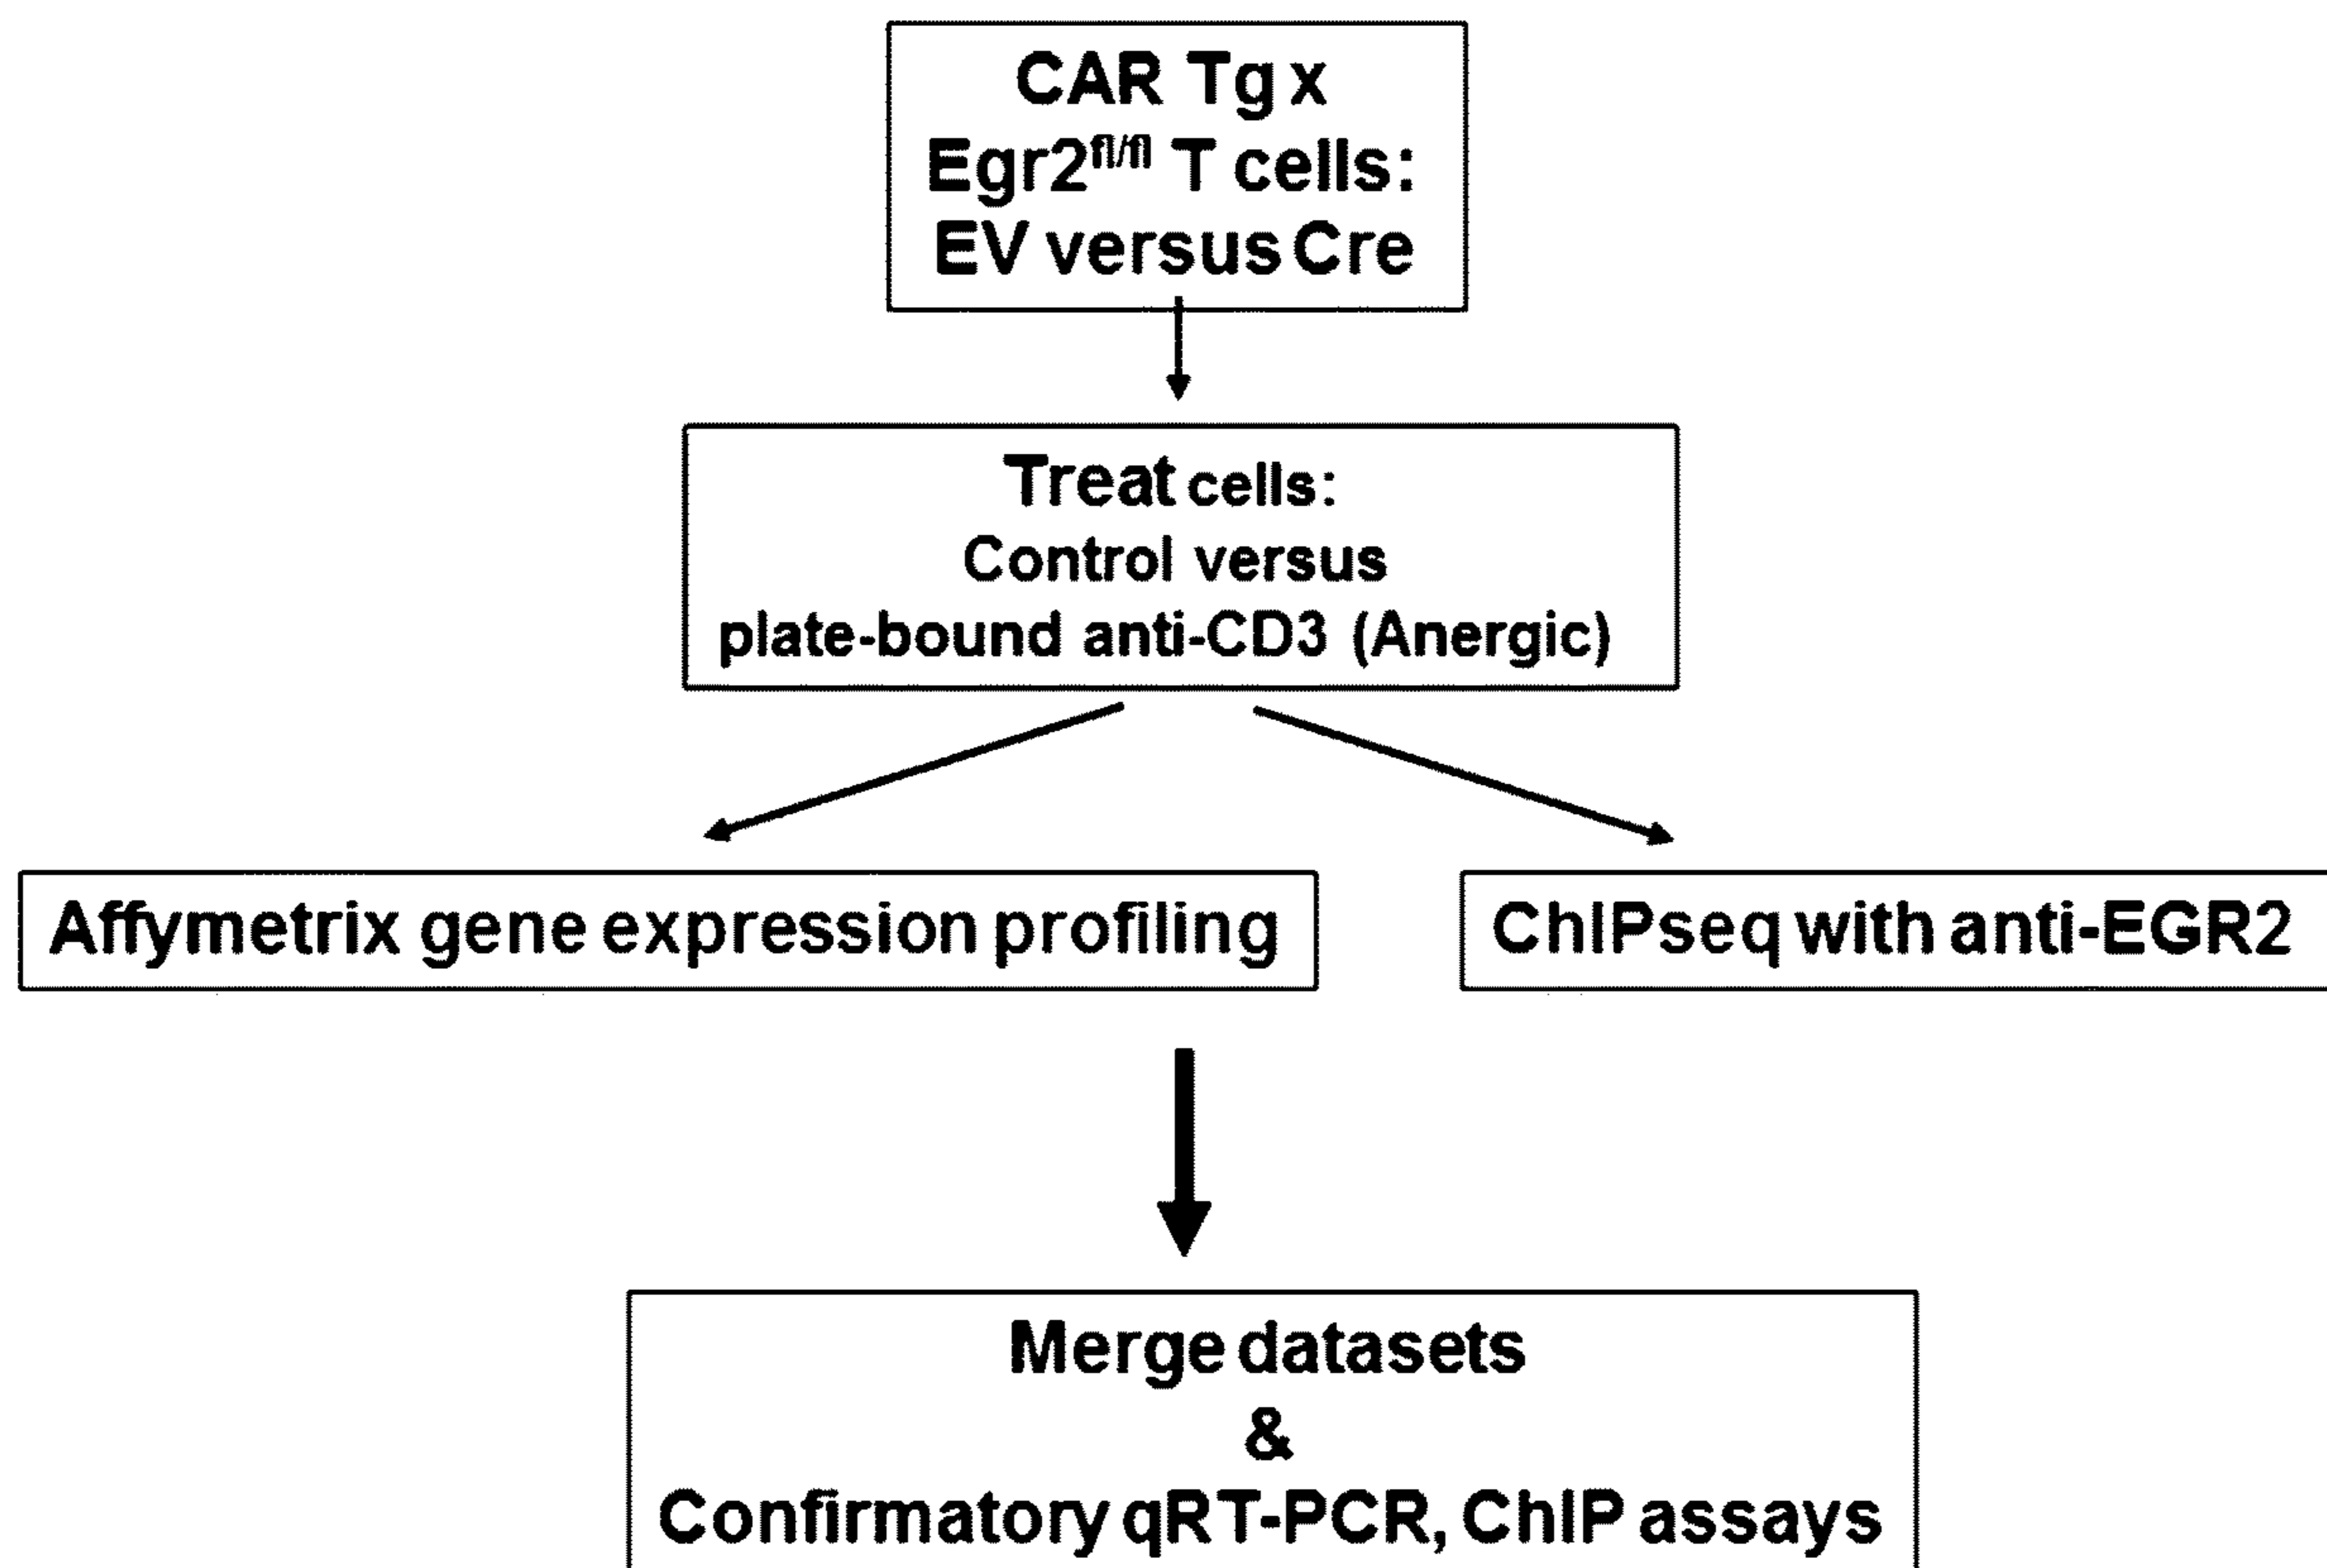 CAR Tg x
Egr2fl/fl T cells:
EV versus Cre
Treat cells:
Control versus
plate-bound anti-CD3 (Anergic)
Affymetrix gene expression profiling
ChIPseq with anti-EGR2
Merge datasets
&
Confirmatory qRT-PCR, ChIP assays